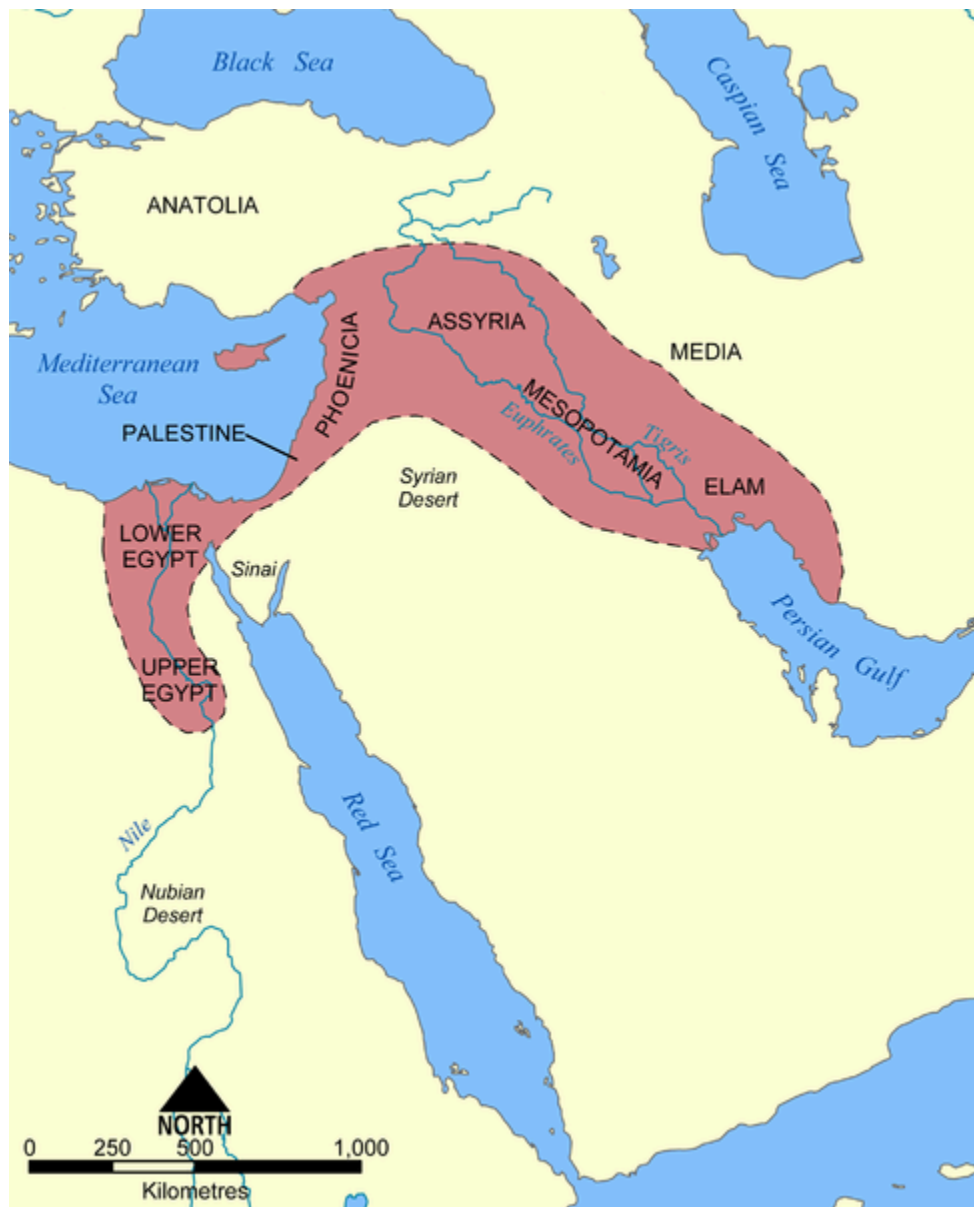 Black Sea
Caspian Sea
ANATOLIA
ASSYRIA
MEDIA
Mediterranean
Sea
PHOENICIA
PALESTINE
MESOPOTAMIA
Euphrates
Tigris
ELAM
Syrian
Desert
LOWER
EGYPT
Sinai
Persian Gulf
UPPER
EGYPT
Nile
Red Sea
Nubian
Desert
NORTH
0 250 500 1,000
Kilometres